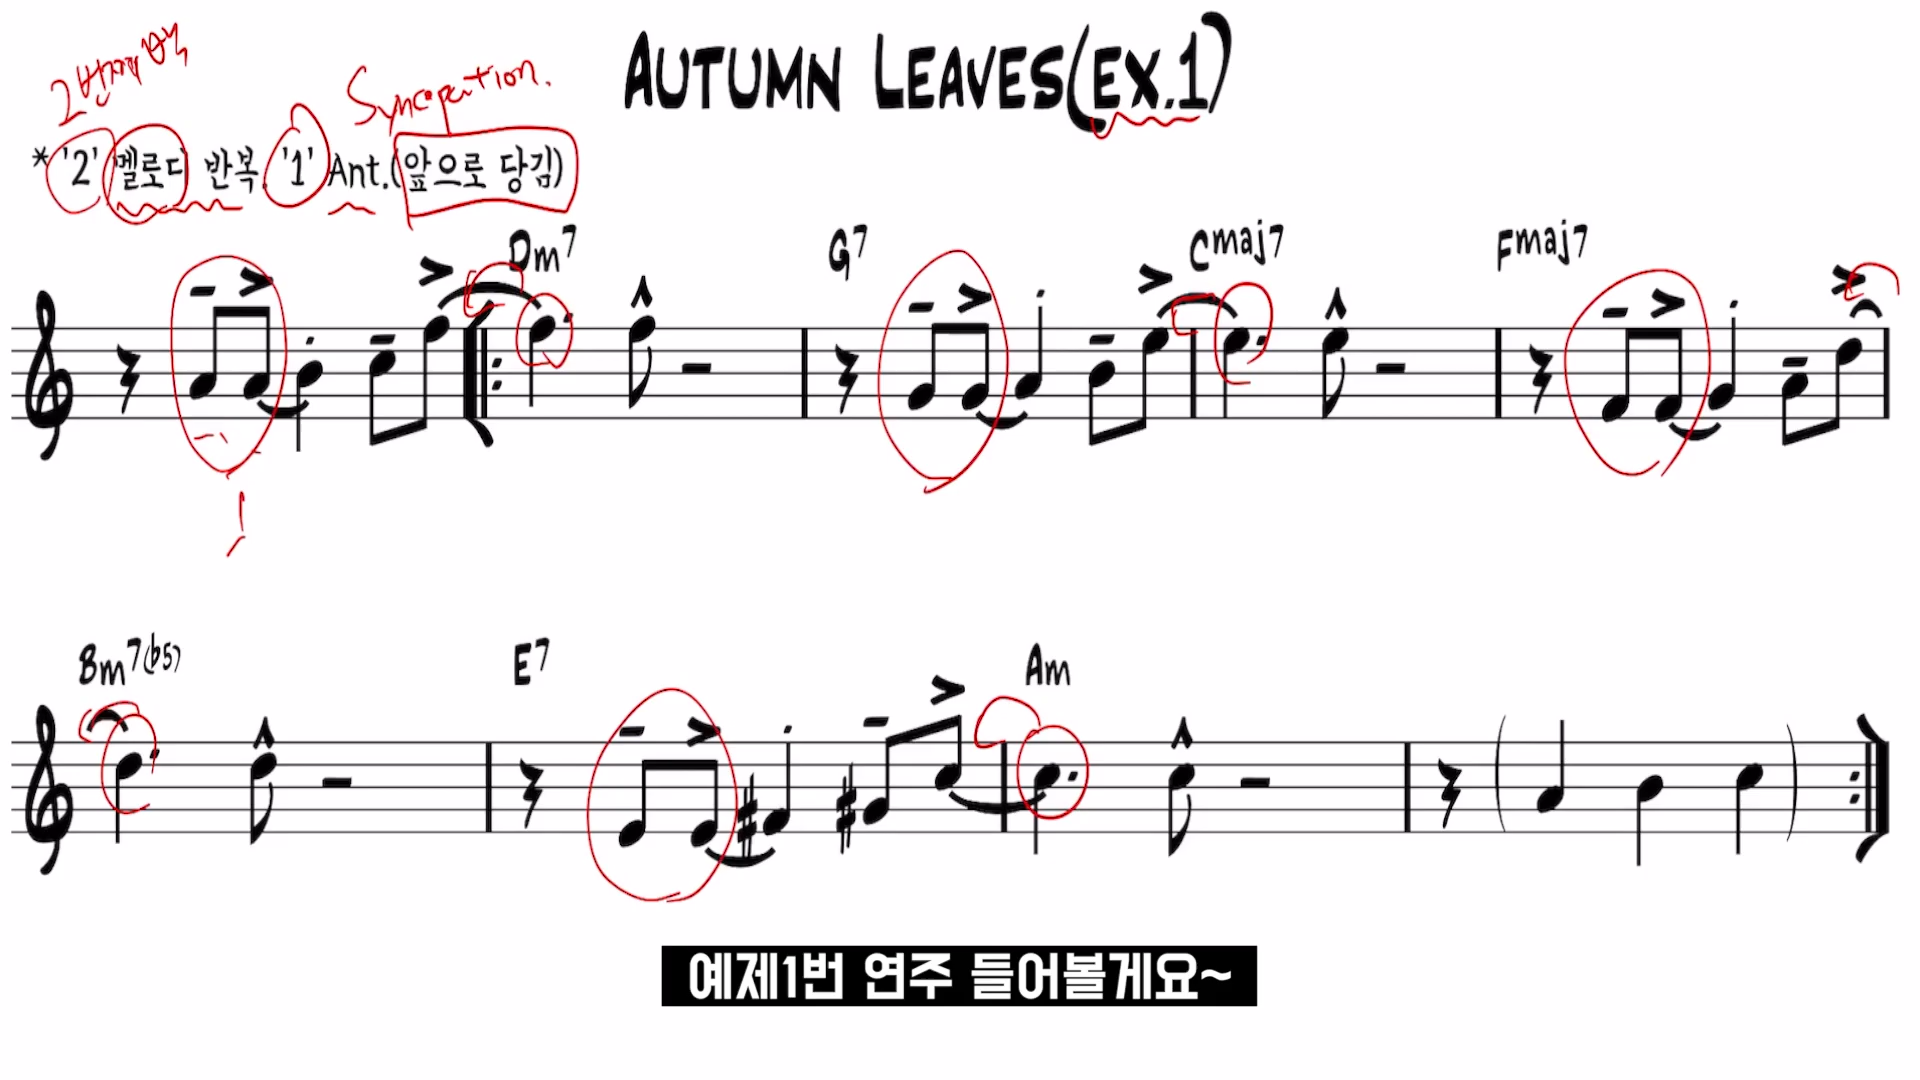 AUTUMN LEAVES(EX.1)
2번째 박
Syncopation.
* '2' 멜로디 반복. '1' Ant.(앞으로 당김)
Dm7 G7 Cmaj7 Fmaj7
Bm7(b5) E7 Am
예제1번 연주 들어볼게요~